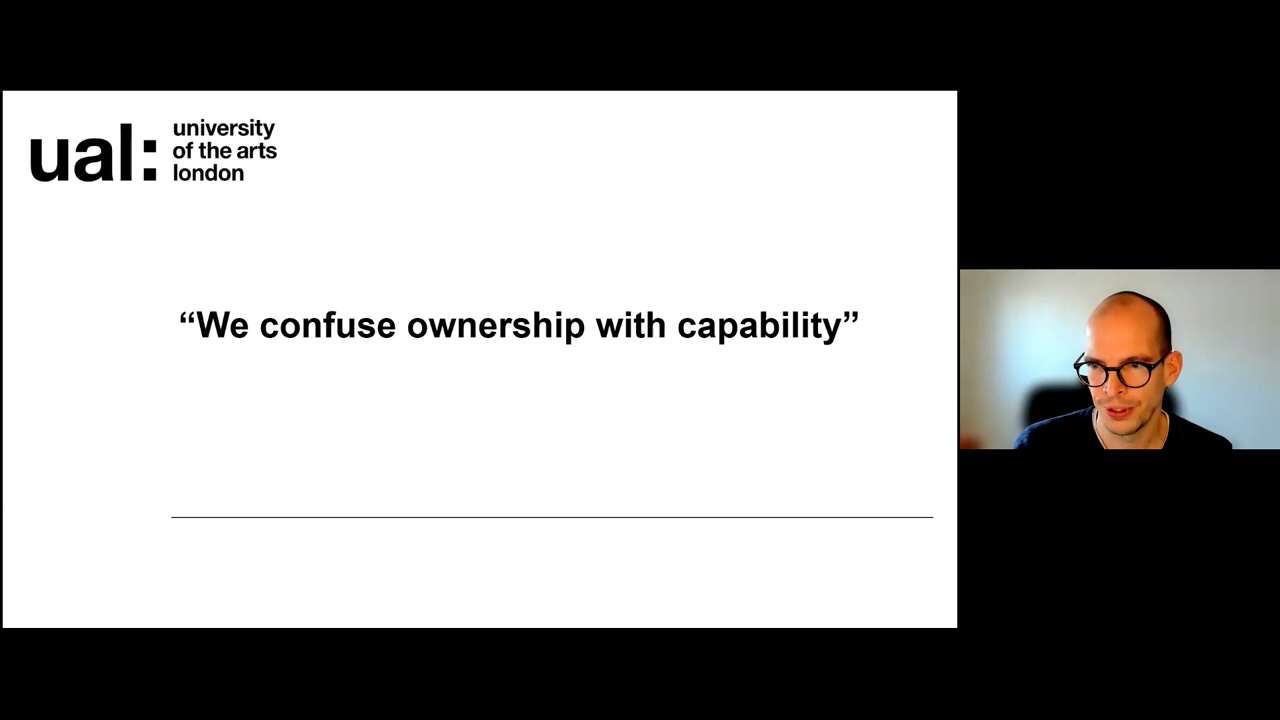 ual:
university
of the arts
london
“We confuse ownership with capability”